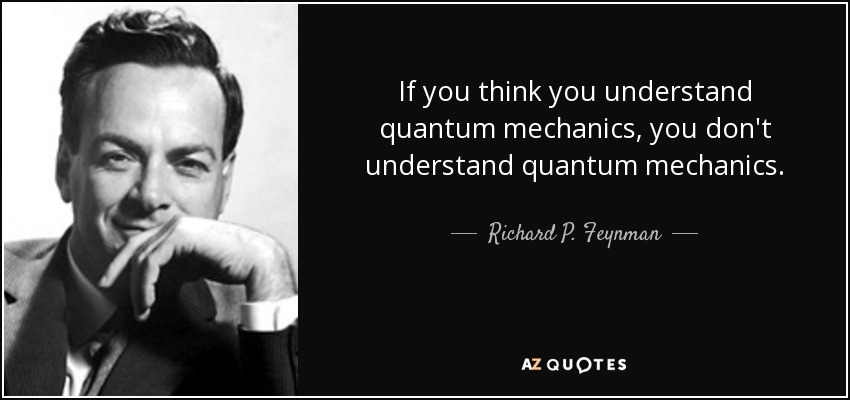 If you think you understand
quantum mechanics, you don't
understand quantum mechanics.
Richard P. Feynman
AZ QUOTES